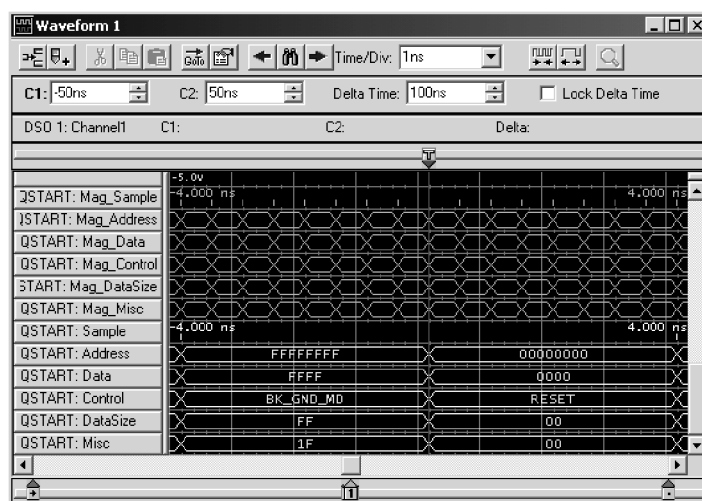 Waveform 1
GoTo Time/Div: 1ns
C1: -50ns C2: 50ns Delta Time: 100ns Lock Delta Time
DSO 1: Channel1 C1: C2: Delta:
T
-5.0v
QSTART: Mag_Sample -4.000 ns 4.000 ns
QSTART: Mag_Address
QSTART: Mag_Data
QSTART: Mag_Control
START: Mag_DataSize
QSTART: Mag_Misc
QSTART: Sample -4.000 ns 4.000 ns
QSTART: Address FFFFFFFF 00000000
QSTART: Data FFFF 0000
QSTART: Control BK_GND_MD RESET
QSTART: DataSize FF 00
QSTART: Misc 1F 00
1